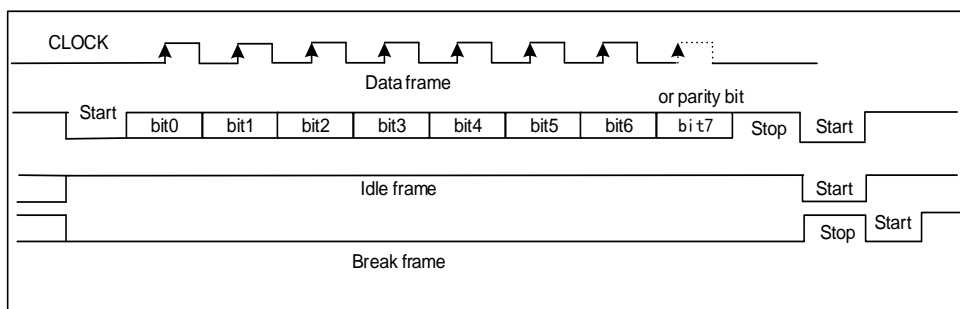 CLOCK
Data frame
or parity bit
Start bit0 bit1 bit2 bit3 bit4 bit5 bit6 bit7 Stop Start
Idle frame Start
Stop Start
Break frame